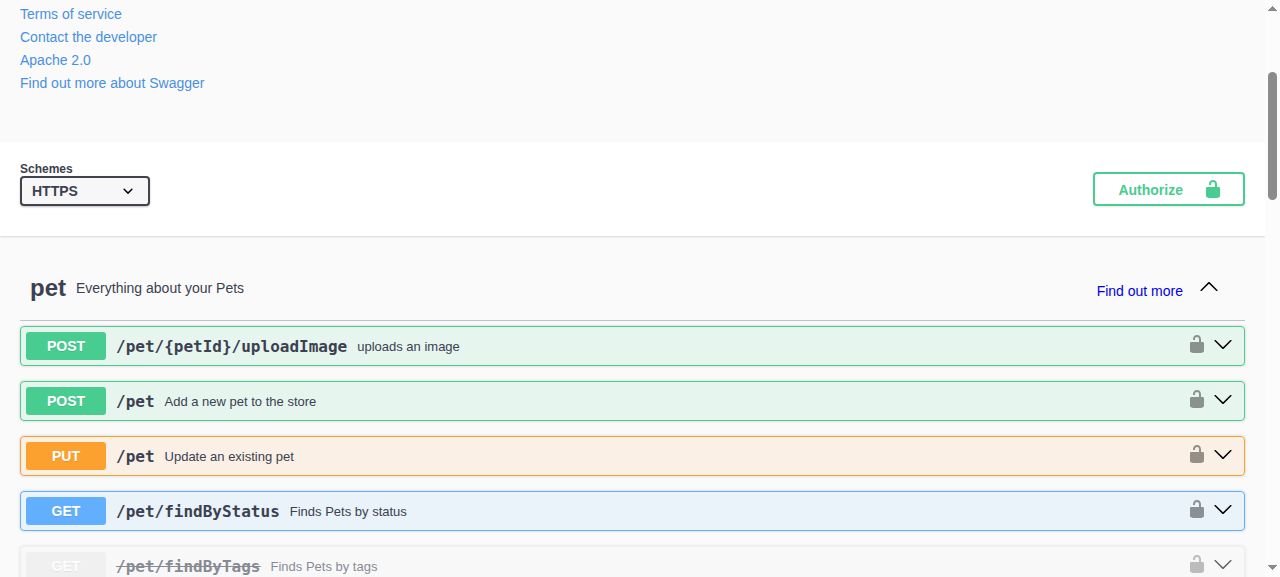 Terms of service
Contact the developer
Apache 2.0
Find out more about Swagger
Schemes
HTTPS
Authorize
pet Everything about your Pets Find out more
POST /pet/{petId}/uploadImage uploads an image
POST /pet Add a new pet to the store
PUT /pet Update an existing pet
GET /pet/findByStatus Finds Pets by status
GET /pet/findByTags Finds Pets by tags